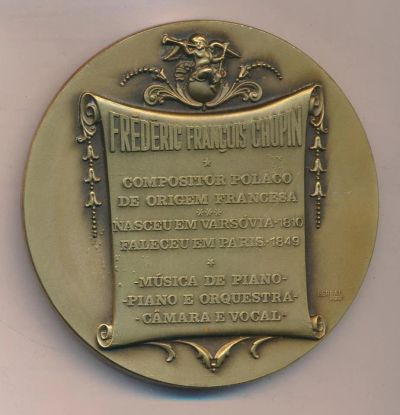 FRÉDÉRIC FRANÇOIS CHOPIN
*
COMPOSITOR POLACO
DE ORIGEM FRANCESA
***
NASCEU EM VARSÓVIA-1810
FALECEU EM PARIS-1849
*
-MÚSICA DE PIANO-
-PIANO E ORQUESTRA-
-CÂMARA E VOCAL-